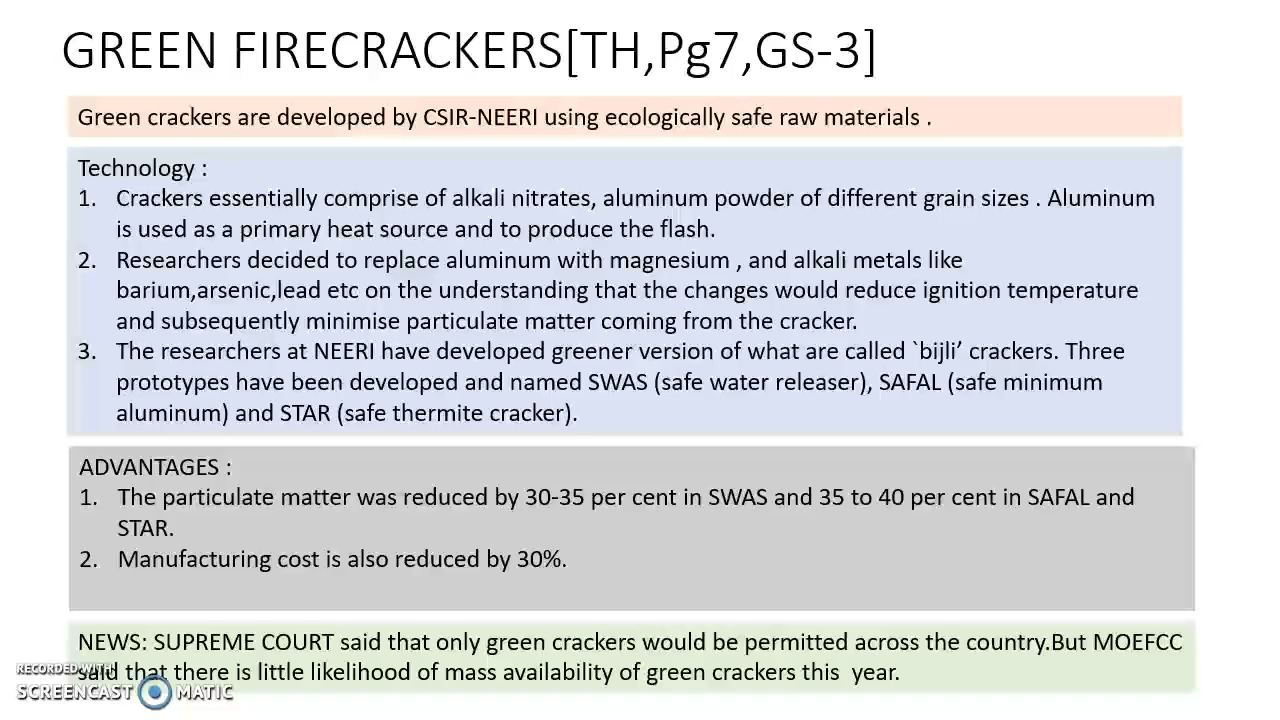 GREEN FIRECRACKERS[TH,Pg7,GS-3]
Green crackers are developed by CSIR-NEERI using ecologically safe raw materials .
Technology :
1. Crackers essentially comprise of alkali nitrates, aluminum powder of different grain sizes . Aluminum
is used as a primary heat source and to produce the flash.
2. Researchers decided to replace aluminum with magnesium , and alkali metals like
barium,arsenic,lead etc on the understanding that the changes would reduce ignition temperature
and subsequently minimise particulate matter coming from the cracker.
3. The researchers at NEERI have developed greener version of what are called `bijli’ crackers. Three
prototypes have been developed and named SWAS (safe water releaser), SAFAL (safe minimum
aluminum) and STAR (safe thermite cracker).
ADVANTAGES :
1. The particulate matter was reduced by 30-35 per cent in SWAS and 35 to 40 per cent in SAFAL and
STAR.
2. Manufacturing cost is also reduced by 30%.
NEWS: SUPREME COURT said that only green crackers would be permitted across the country.But MOEFCC
said that there is little likelihood of mass availability of green crackers this year.
RECORDED WITH
SCREENCAST MATIC